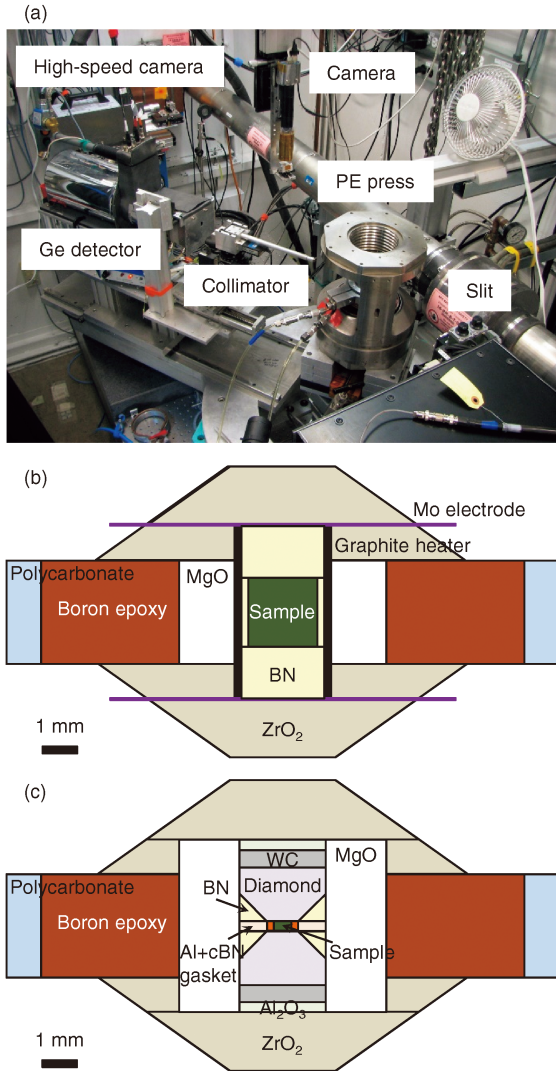 (a)
High-speed camera
Camera
PE press
Ge detector
Collimator
Slit
(b)
Mo electrode
Graphite heater
Polycarbonate
MgO
Boron epoxy
Sample
BN
1 mm
ZrO₂
(c)
WC
MgO
Polycarbonate
BN
Diamond
Boron epoxy
Al+cBN
gasket
Sample
Al₂O₃
ZrO₂
1 mm